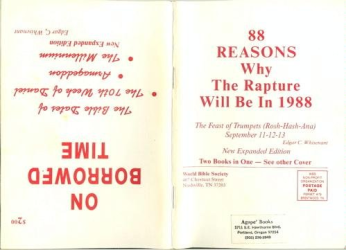 88
REASONS
Why
The Rapture
Will Be In 1988
The Feast of Trumpets (Rosh-Hash-Ana)
September 11-12-13
Edgar C. Whisenant
New Expanded Edition
Two Books in One — See other Cover
World Bible Society
Nashville, TN
POSTAGE
PAID
Agape' Books
Portland, Oregon
ON
BORROWED
TIME
The Bible Dates of
• The 70th Week of Daniel
• Armageddon
• The Millennium
New Expanded Edition
Edgar C. Whisenant